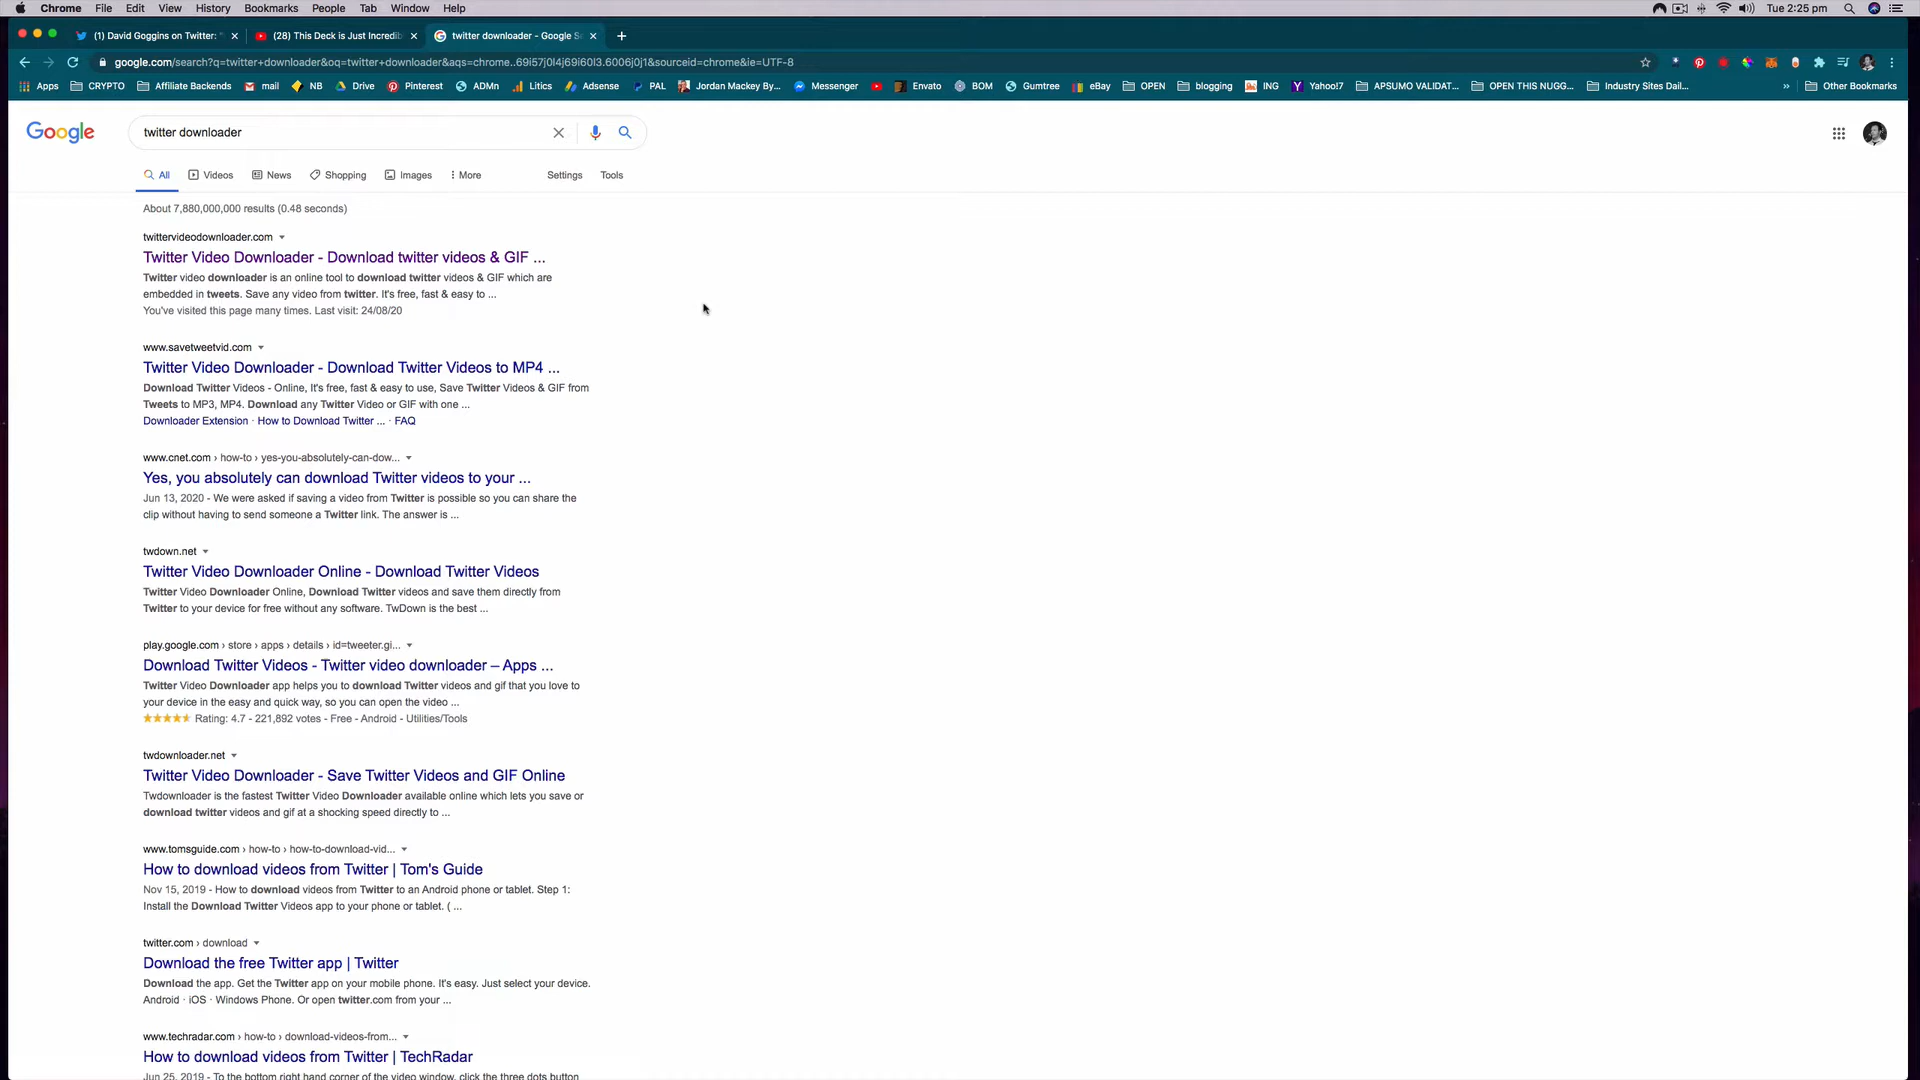 Chrome File Edit View History Bookmarks People Tab Window Help Tue 2:25 pm
(1) David Goggins on Twitter: " (28) This Deck is Just Incredib twitter downloader - Google S
google.com/search?q=twitter+downloader&oq=twitter+downloader&aqs=chrome..69i57j0l4j69i60l3.6006j0j1&sourceid=chrome&ie=UTF-8
Apps CRYPTO Affiliate Backends mail NB Drive Pinterest ADMn Litics Adsense PAL Jordan Mackey By... Messenger Envato BOM Gumtree eBay OPEN blogging ING Yahoo!7 APSUMO VALIDAT... OPEN THIS NUGG... Industry Sites Dail... » Other Bookmarks
Google twitter downloader
All Videos News Shopping Images More Settings Tools
About 7,880,000,000 results (0.48 seconds)
twittervideodownloader.com
Twitter Video Downloader - Download twitter videos & GIF ...
Twitter video downloader is an online tool to download twitter videos & GIF which are
embedded in tweets. Save any video from twitter. It's free, fast & easy to ...
You've visited this page many times. Last visit: 24/08/20
www.savetweetvid.com
Twitter Video Downloader - Download Twitter Videos to MP4 ...
Download Twitter Videos - Online, It's free, fast & easy to use, Save Twitter Videos & GIF from
Tweets to MP3, MP4. Download any Twitter Video or GIF with one ...
Downloader Extension · How to Download Twitter ... · FAQ
www.cnet.com › how-to › yes-you-absolutely-can-dow...
Yes, you absolutely can download Twitter videos to your ...
Jun 13, 2020 - We were asked if saving a video from Twitter is possible so you can share the
clip without having to send someone a Twitter link. The answer is ...
twdown.net
Twitter Video Downloader Online - Download Twitter Videos
Twitter Video Downloader Online, Download Twitter videos and save them directly from
Twitter to your device for free without any software. TwDown is the best ...
play.google.com › store › apps › details › id=tweeter.gi...
Download Twitter Videos - Twitter video downloader – Apps ...
Twitter Video Downloader app helps you to download Twitter videos and gif that you love to
your device in the easy and quick way, so you can open the video ...
Rating: 4.7 - 221,892 votes - Free - Android - Utilities/Tools
twdownloader.net
Twitter Video Downloader - Save Twitter Videos and GIF Online
Twdownloader is the fastest Twitter Video Downloader available online which lets you save or
download twitter videos and gif at a shocking speed directly to ...
www.tomsguide.com › how-to › how-to-download-vid...
How to download videos from Twitter | Tom's Guide
Nov 15, 2019 - How to download videos from Twitter to an Android phone or tablet. Step 1:
Install the Download Twitter Videos app to your phone or tablet. ( ...
twitter.com › download
Download the free Twitter app | Twitter
Download the app. Get the Twitter app on your mobile phone. It's easy. Just select your device.
Android · iOS · Windows Phone. Or open twitter.com from your ...
www.techradar.com › how-to › download-videos-from...
How to download videos from Twitter | TechRadar
Jun 25, 2019 - To the bottom right hand corner of the video window, click the three dots button